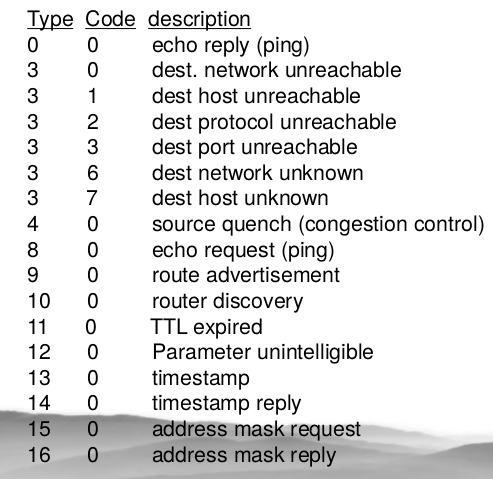 Type Code description
0 0 echo reply (ping)
3 0 dest. network unreachable
3 1 dest host unreachable
3 2 dest protocol unreachable
3 3 dest port unreachable
3 6 dest network unknown
3 7 dest host unknown
4 0 source quench (congestion control)
8 0 echo request (ping)
9 0 route advertisement
10 0 router discovery
11 0 TTL expired
12 0 Parameter unintelligible
13 0 timestamp
14 0 timestamp reply
15 0 address mask request
16 0 address mask reply